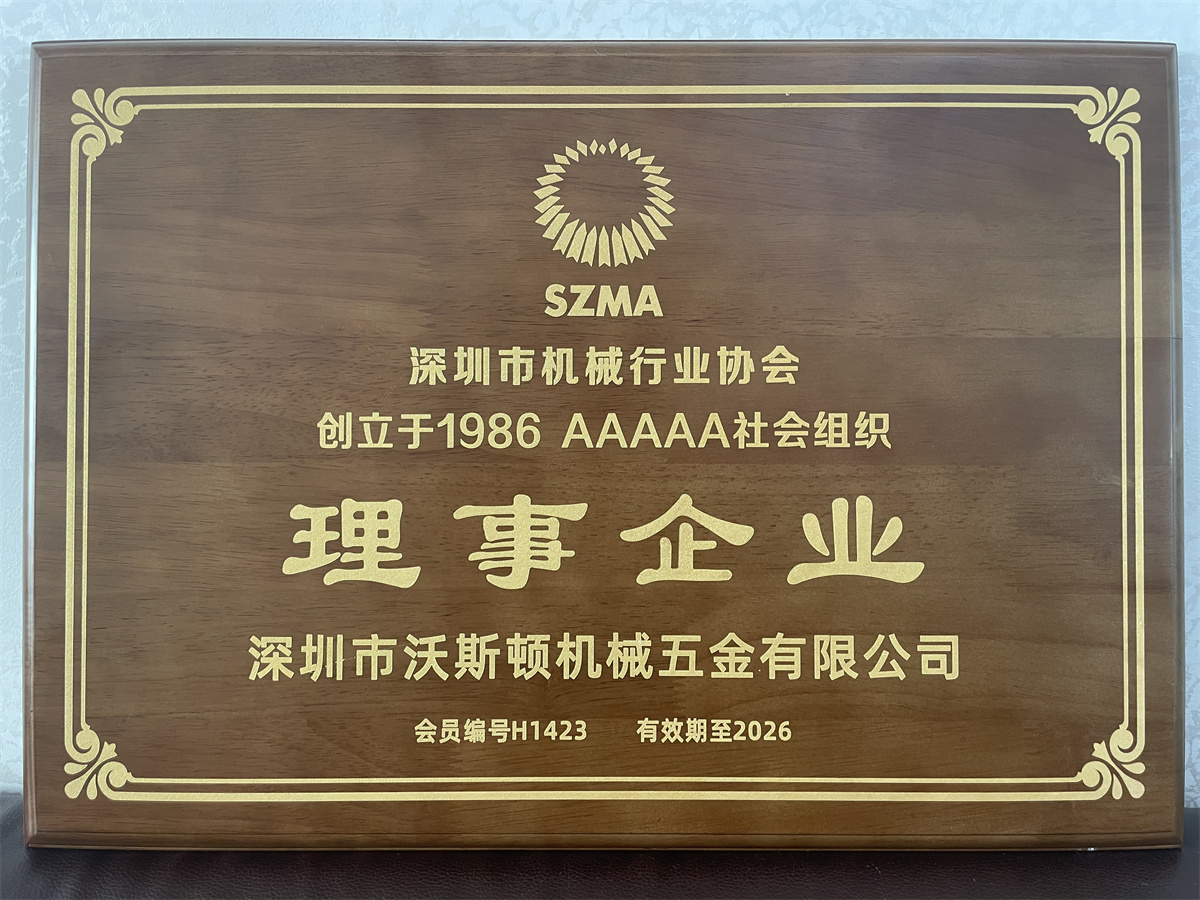 SZMA
深圳市机械行业协会
创立于1986 AAAAA社会组织
理事企业
深圳市沃斯顿机械五金有限公司
会员编号H1423 有效期至2026